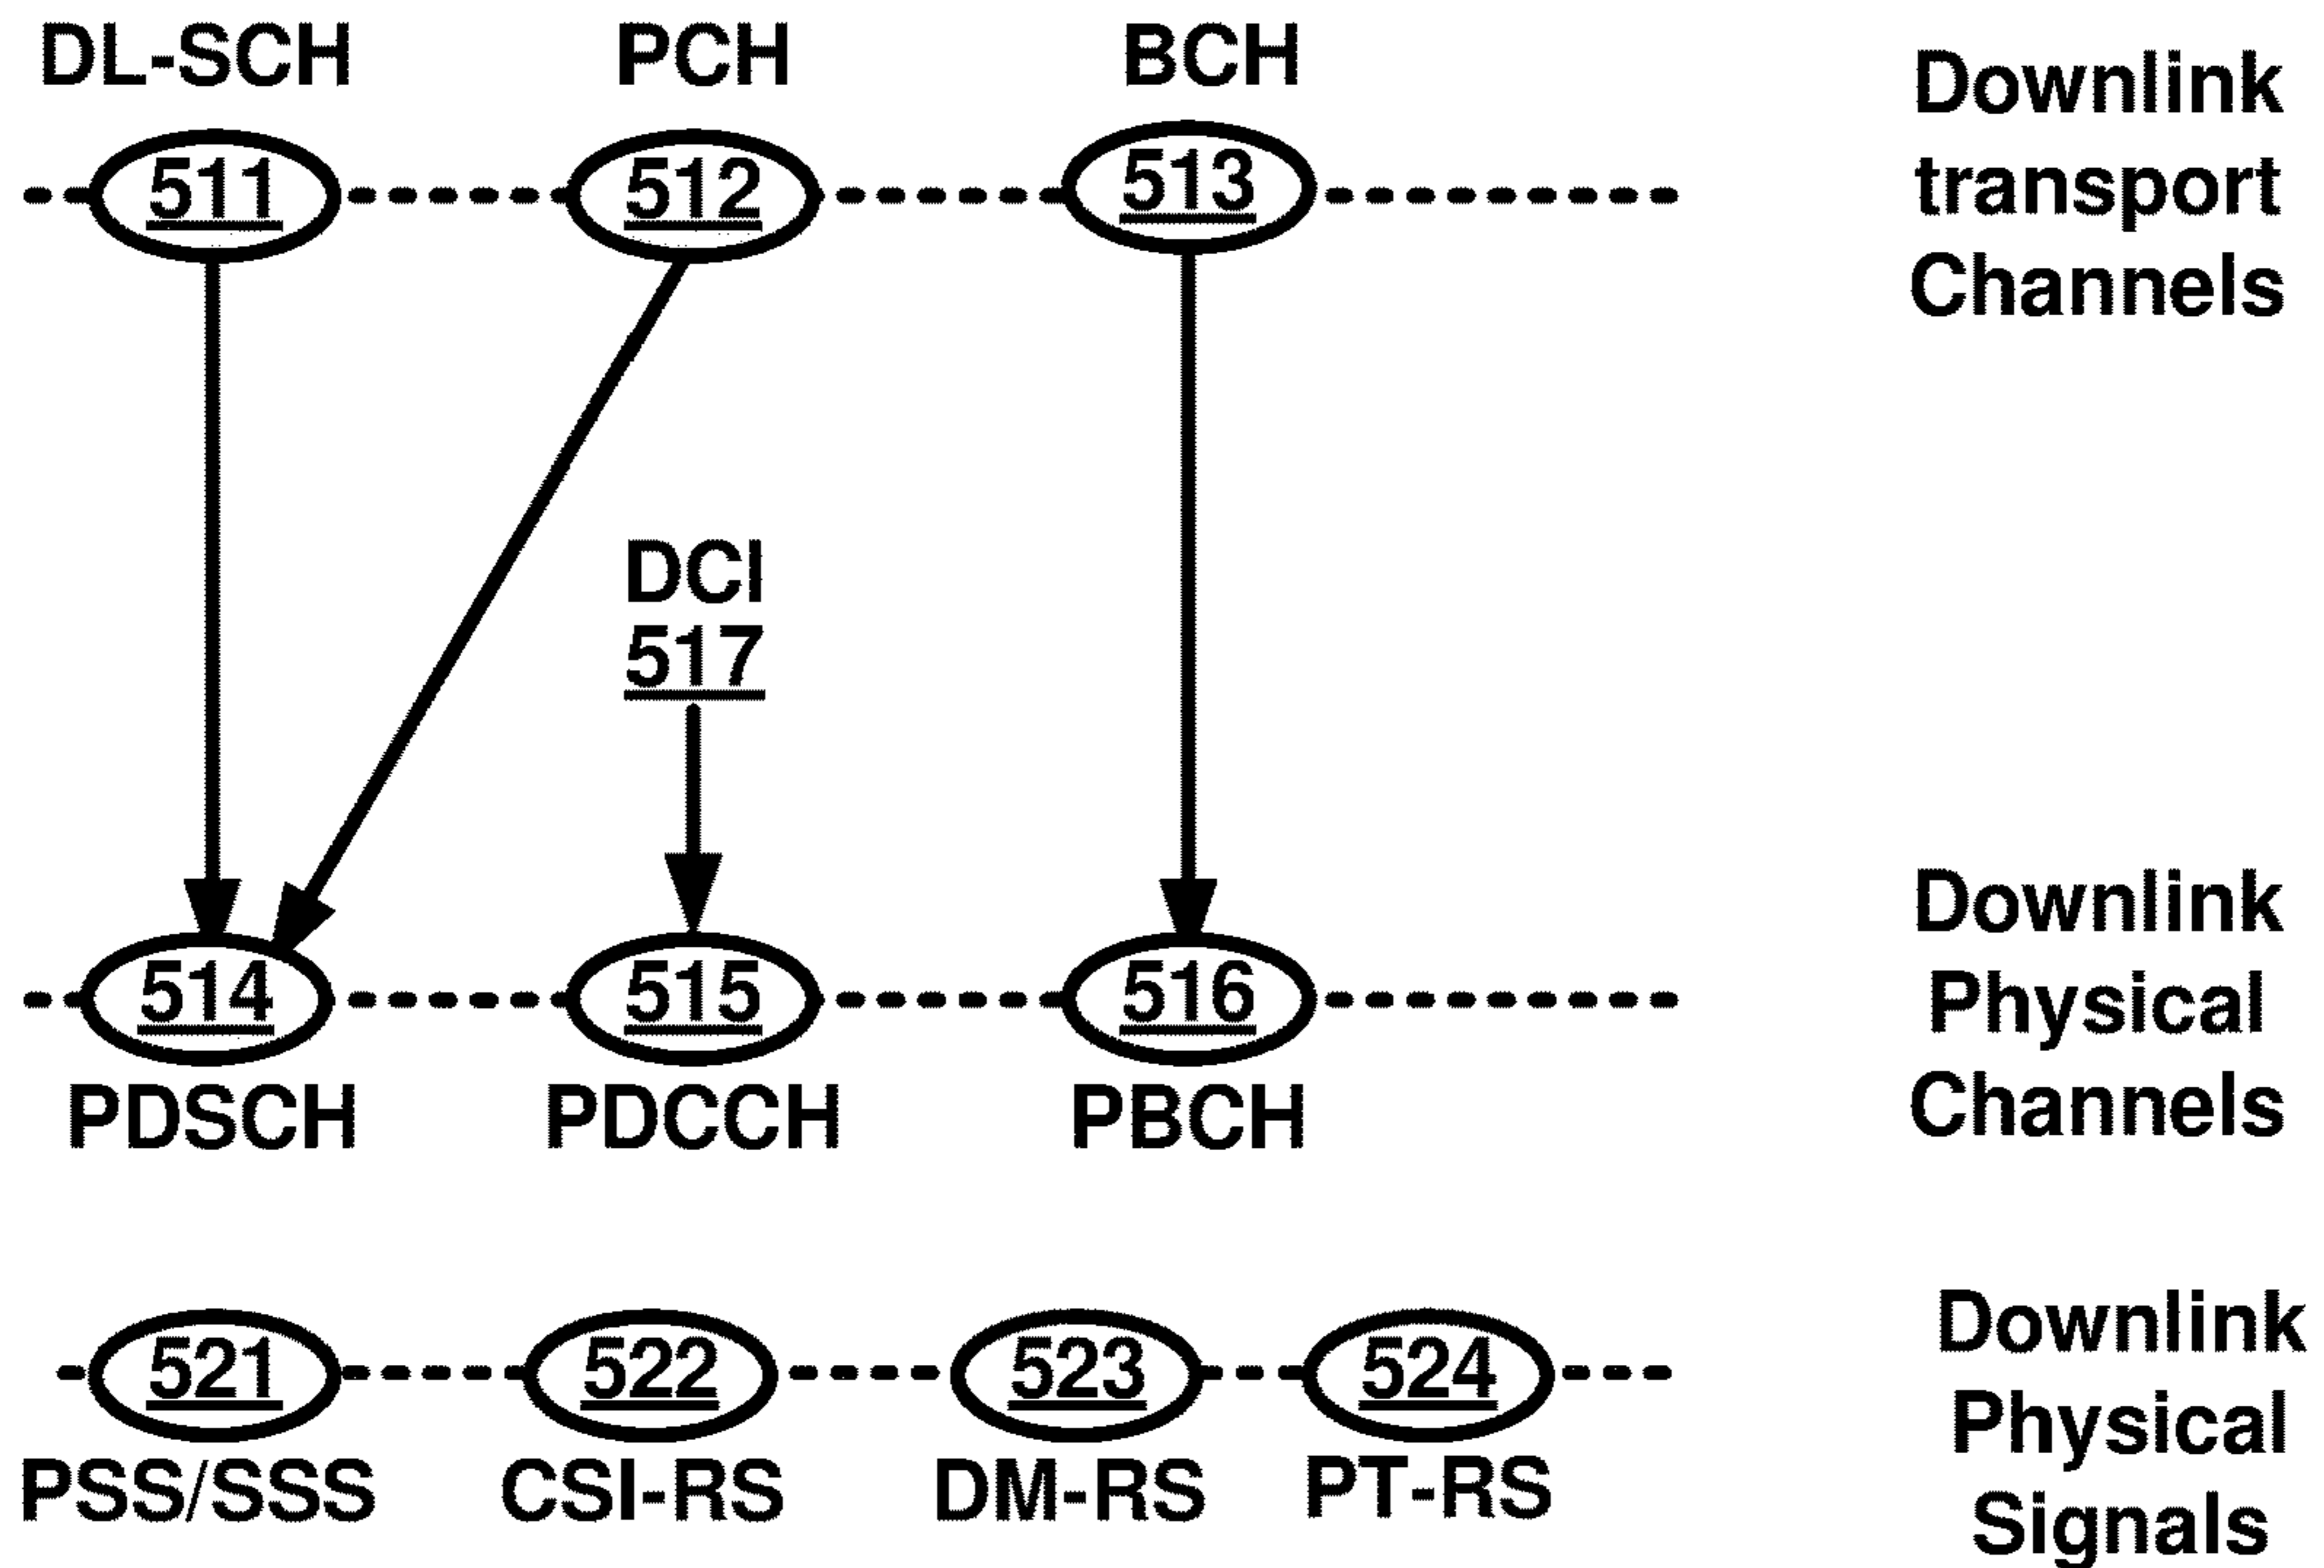 DL-SCH PCH BCH
511 512 513
Downlink
transport
Channels
DCI
517
514 515 516
PDSCH PDCCH PBCH
Downlink
Physical
Channels
521 522 523 524
PSS/SSS CSI-RS DM-RS PT-RS
Downlink
Physical
Signals